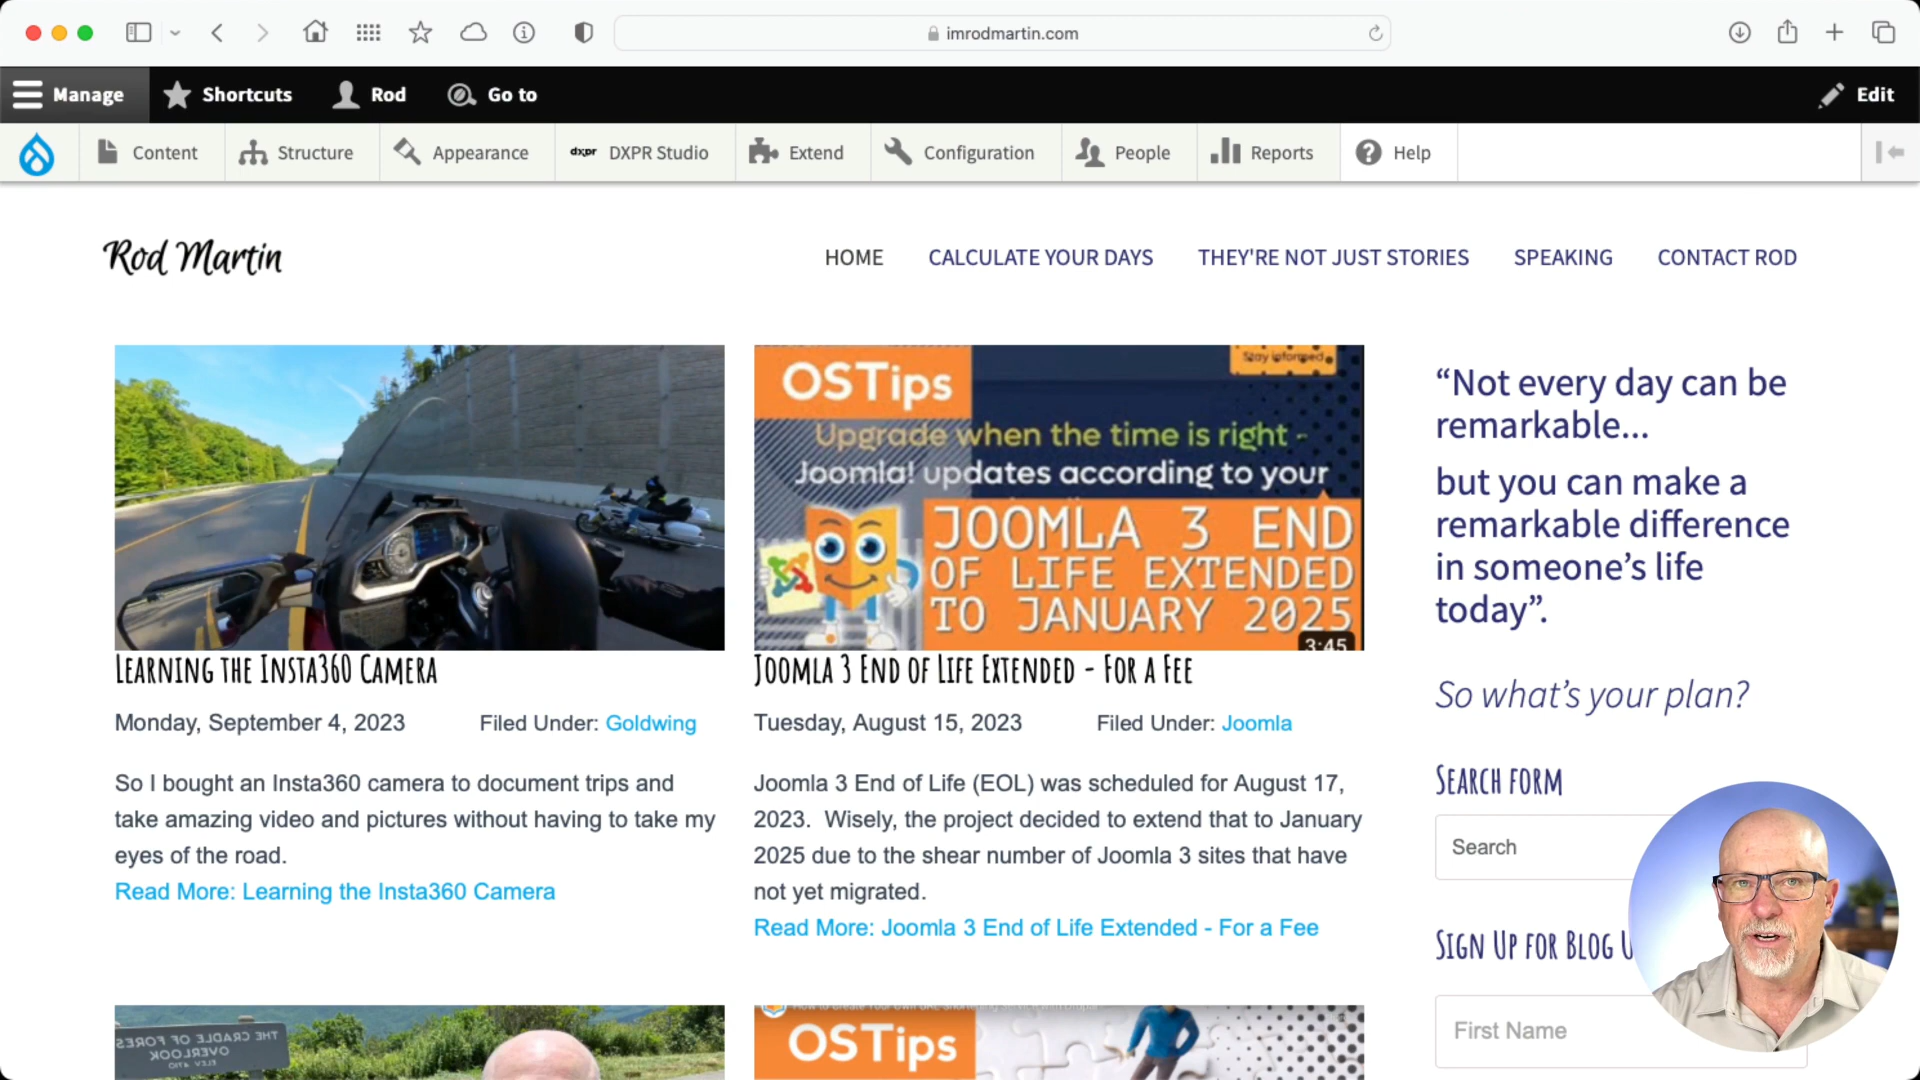 imrodmartin.com
Manage Shortcuts Rod Go to Edit
Content Structure Appearance dxpr DXPR Studio Extend Configuration People Reports Help
Rod Martin
HOME CALCULATE YOUR DAYS THEY'RE NOT JUST STORIES SPEAKING CONTACT ROD
OSTips
Stay informed
Upgrade when the time is right -
Joomla! updates according to your
JOOMLA 3 END
OF LIFE EXTENDED
TO JANUARY 2025
3:45
Learning the Insta360 Camera
Monday, September 4, 2023 Filed Under: Goldwing
So I bought an Insta360 camera to document trips and
take amazing video and pictures without having to take my
eyes of the road.
Read More: Learning the Insta360 Camera
Joomla 3 End of Life Extended - For a Fee
Tuesday, August 15, 2023 Filed Under: Joomla
Joomla 3 End of Life (EOL) was scheduled for August 17,
2023. Wisely, the project decided to extend that to January
2025 due to the shear number of Joomla 3 sites that have
not yet migrated.
Read More: Joomla 3 End of Life Extended - For a Fee
“Not every day can be
remarkable...
but you can make a
remarkable difference
in someone’s life
today”.
So what’s your plan?
Search form
Search
Sign Up for Blog U
First Name
THE CRADLE OF FORES
OVERLOOK
OSTips